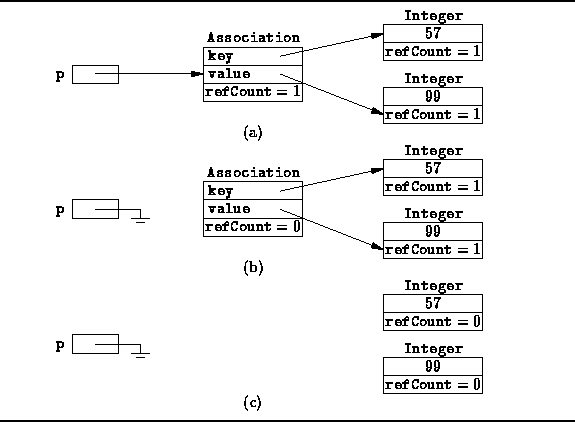 Integer
57
refCount = 1
Association
key
p
value
refCount = 1
Integer
99
refCount = 1
(a)
Integer
57
refCount = 1
Association
key
p
value
refCount = 0
Integer
99
refCount = 1
(b)
Integer
57
refCount = 0
p
Integer
99
refCount = 0
(c)